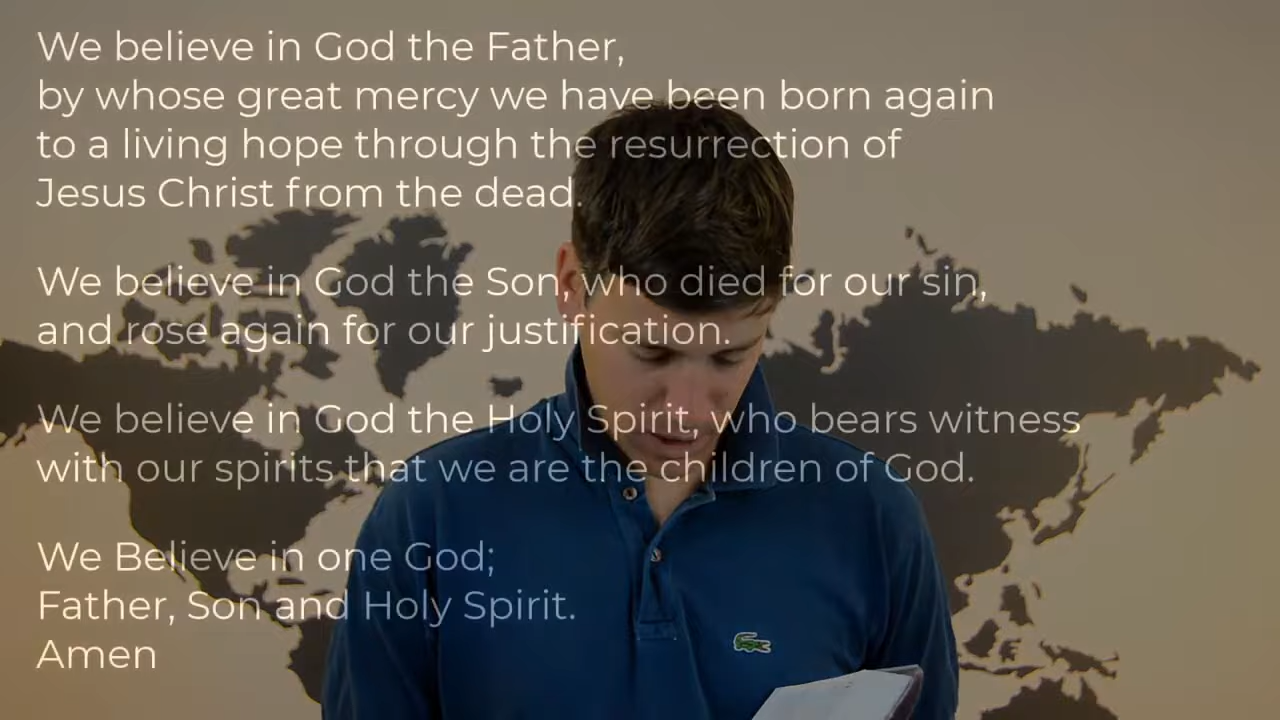 We believe in God the Father,
by whose great mercy we have been born again
to a living hope through the resurrection of
Jesus Christ from the dead.
We believe in God the Son, who died for our sin,
and rose again for our justification.
We believe in God the Holy Spirit, who bears witness
with our spirits that we are the children of God.
We Believe in one God;
Father, Son and Holy Spirit.
Amen